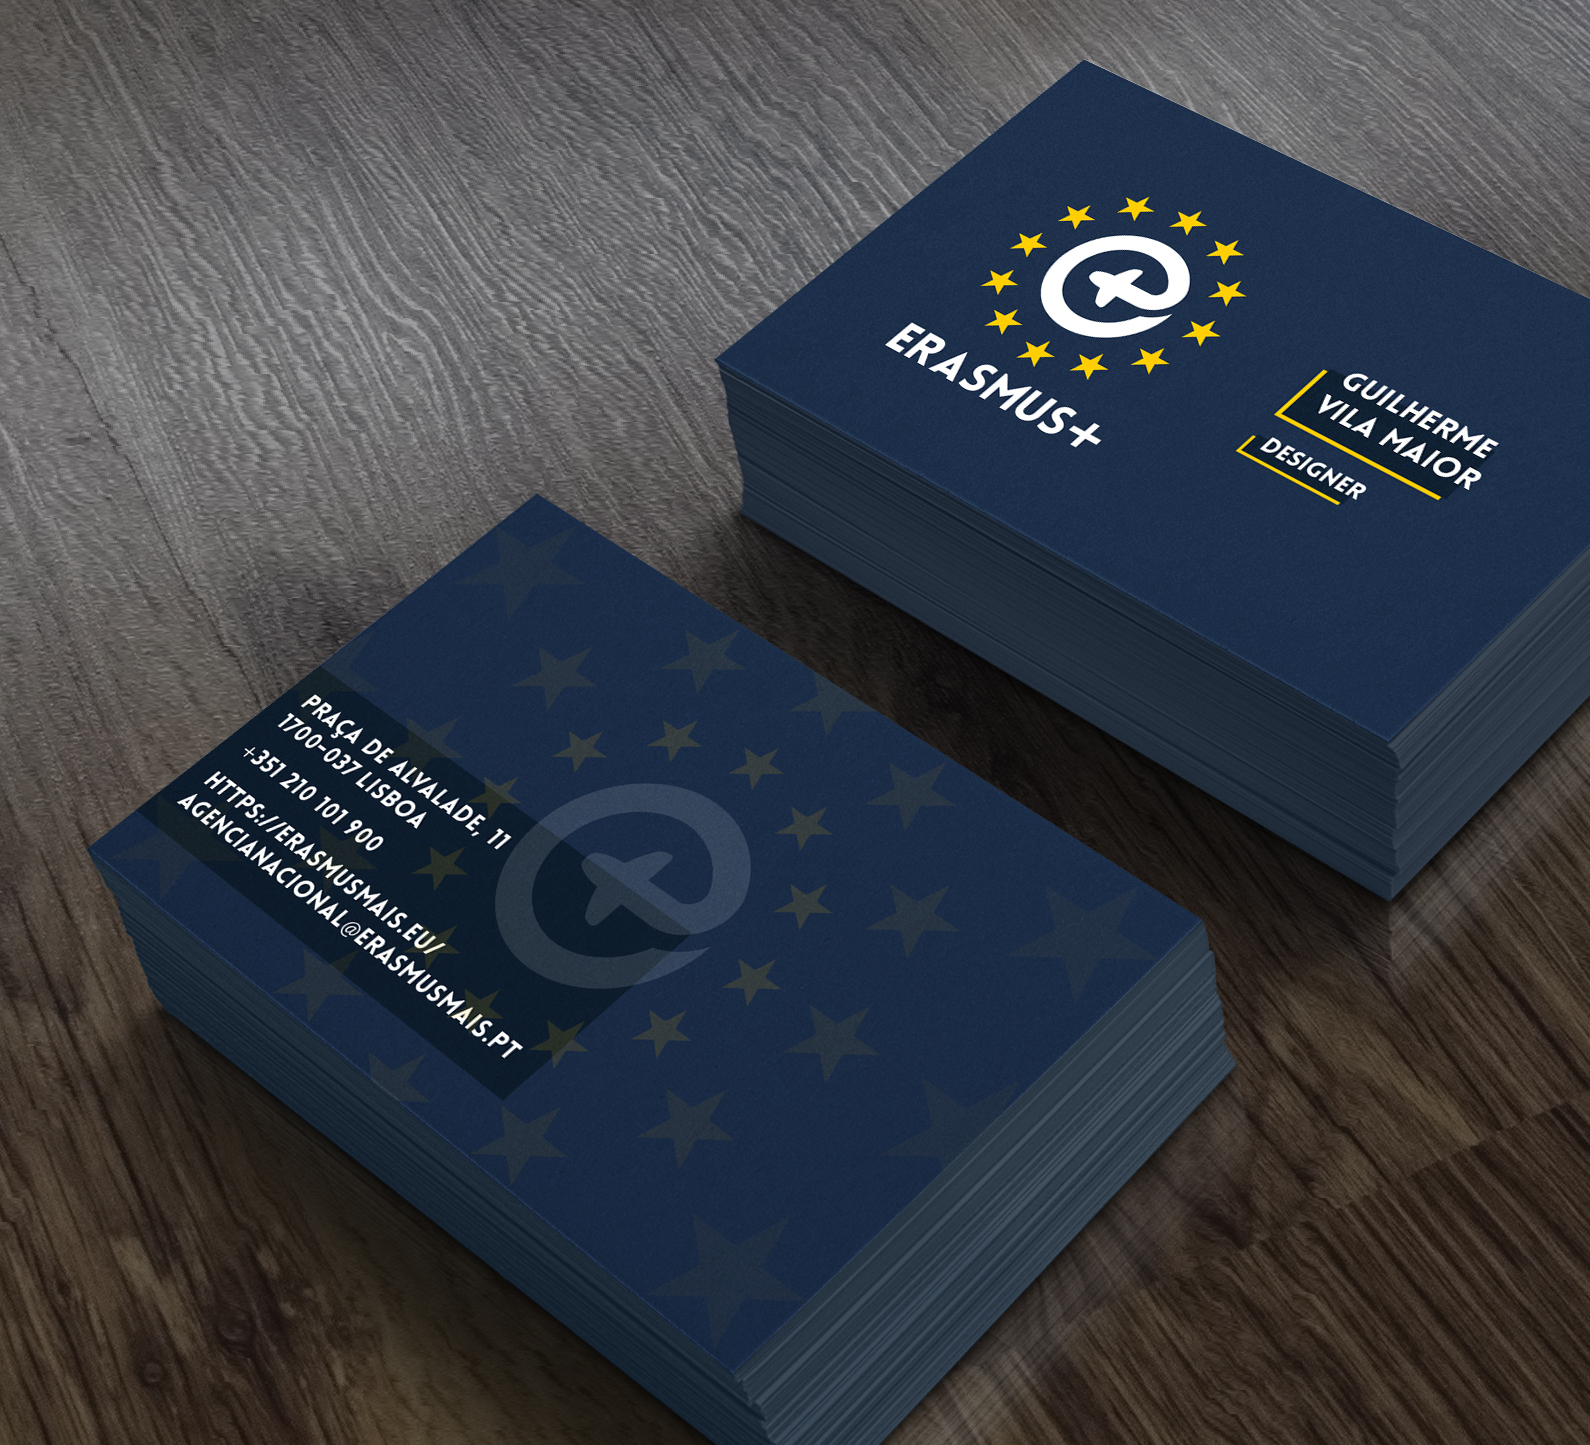 ERASMUS+
GUILHERME
VILA MAIOR
DESIGNER
PRAÇA DE ALVALADE, 11
1700-037 LISBOA
+351 210 101 900
HTTPS://ERASMUSMAIS.EU/
AGENCIANACIONAL@ERASMUSMAIS.PT